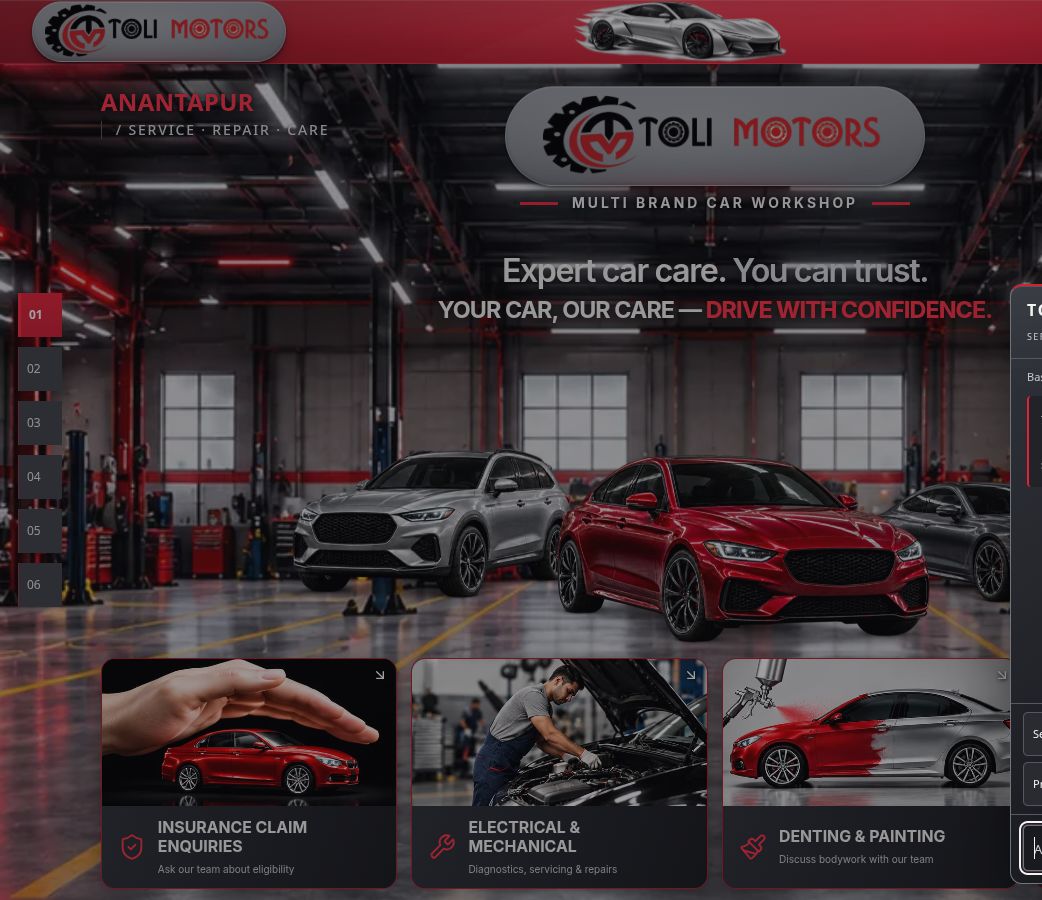 TOLI MOTORS
ANANTAPUR
/ SERVICE · REPAIR · CARE
TOLI MOTORS
MULTI BRAND CAR WORKSHOP
Expert car care. You can trust.
YOUR CAR, OUR CARE — DRIVE WITH CONFIDENCE.
01
02
03
04
05
06
INSURANCE CLAIM
ENQUIRIES
Ask our team about eligibility
ELECTRICAL &
MECHANICAL
Diagnostics, servicing & repairs
DENTING & PAINTING
Discuss bodywork with our team